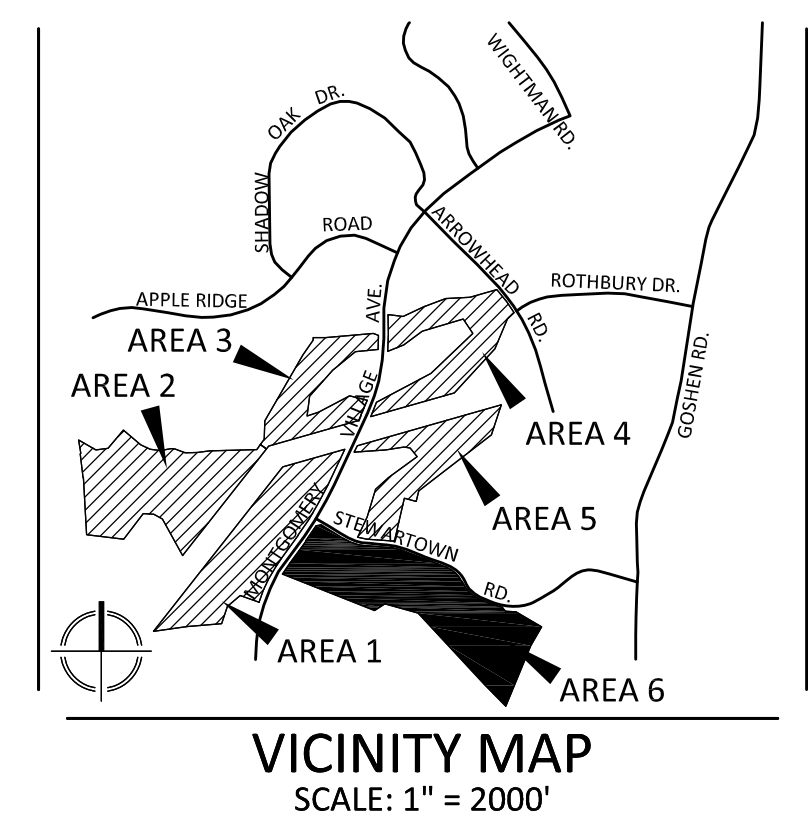 WIGHTMAN RD.
SHADOW OAK DR.
ARROWHEAD RD.
APPLE RIDGE ROAD
ROTHBURY DR.
GOSHEN RD.
MONTGOMERY VILLAGE AVE.
AREA 3
AREA 2
AREA 4
AREA 5
STEWARTOWN RD.
AREA 1
AREA 6
VICINITY MAP
SCALE: 1" = 2000'